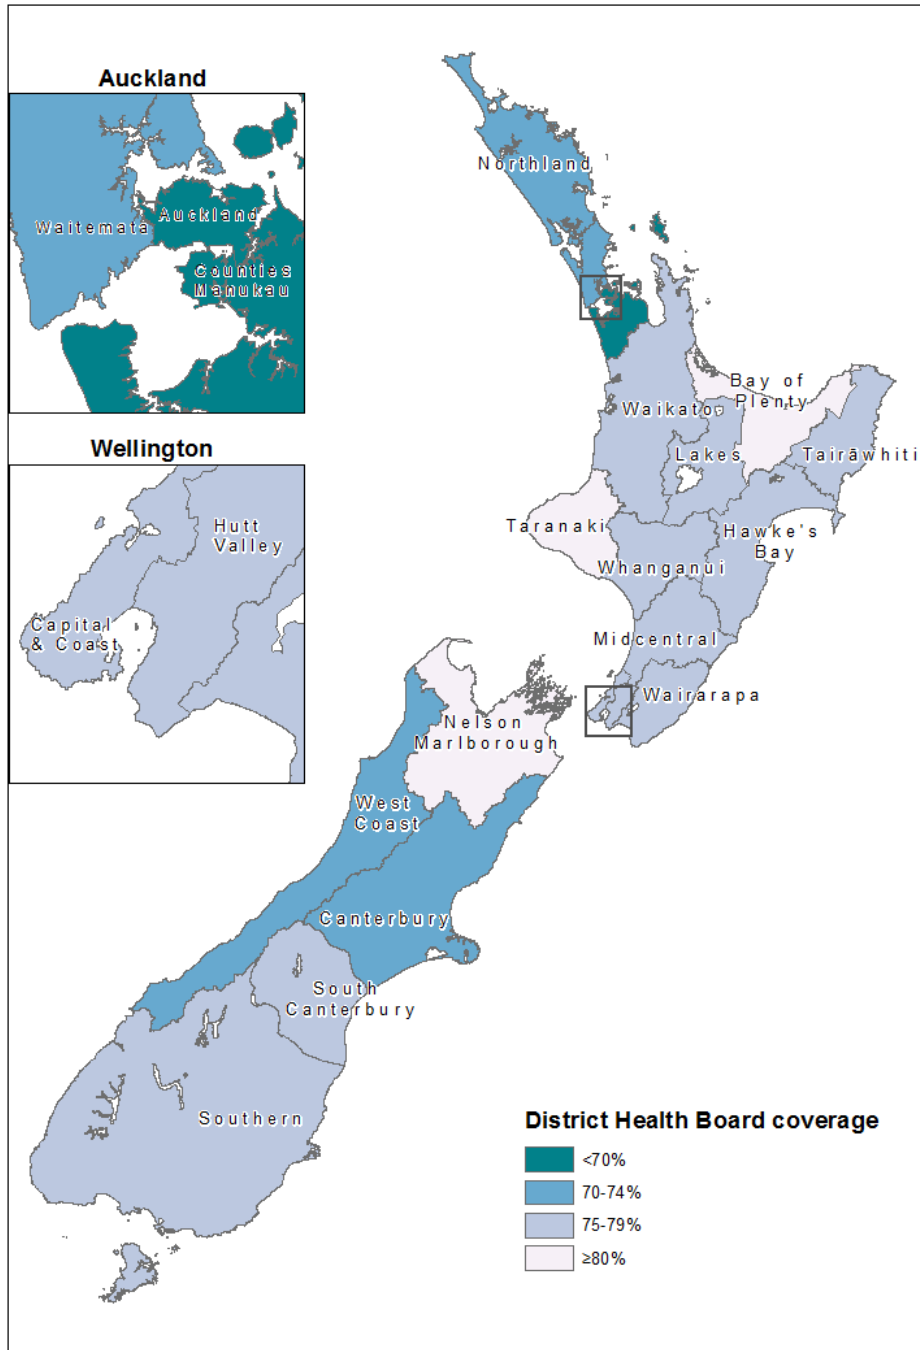 Auckland
Waitemata
Auckland
Counties
Manukau
Wellington
Hutt
Valley
Capital
& Coast
Northland
Bay of
Plenty
Waikato
Lakes
Tairāwhiti
Taranaki
Hawke's
Bay
Whanganui
Midcentral
Wairarapa
Nelson
Marlborough
West
Coast
Canterbury
South
Canterbury
Southern
District Health Board coverage
<70%
70-74%
75-79%
≥80%